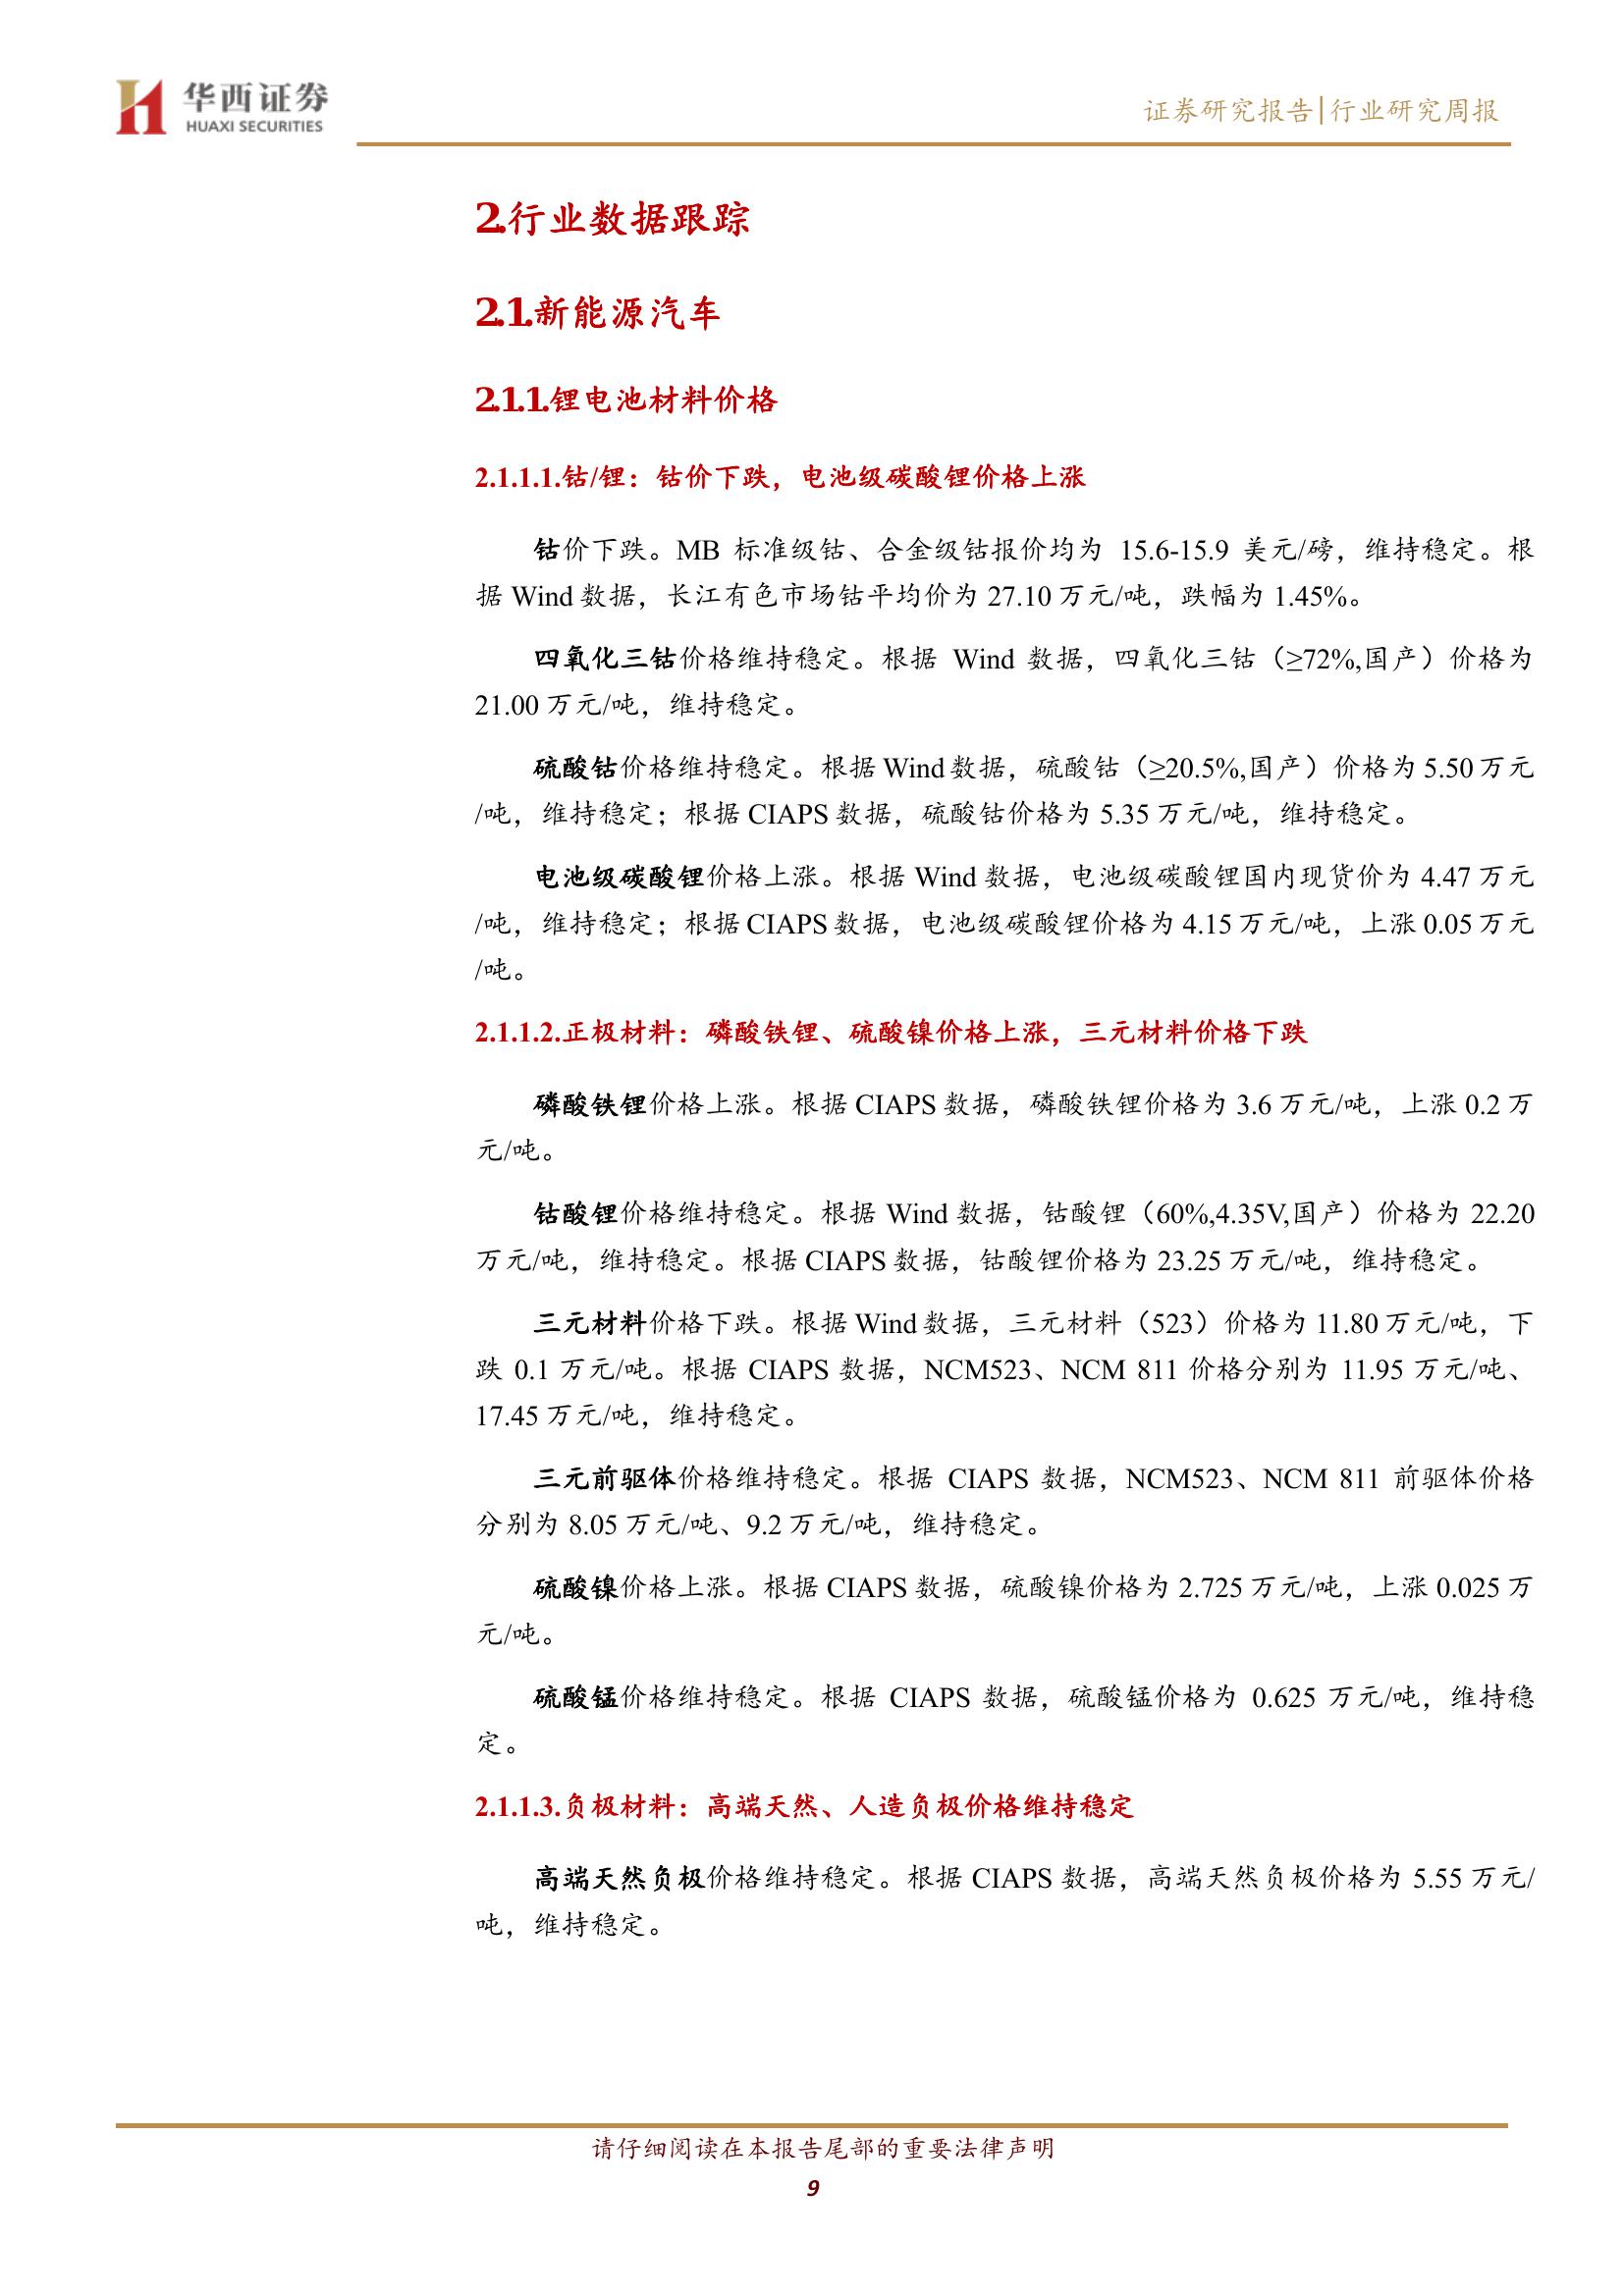 华西证券
HUAXI SECURITIES
证券研究报告|行业研究周报
2.行业数据跟踪
2.1.新能源汽车
2.1.1.锂电池材料价格
2.1.1.1.钴/锂：钴价下跌，电池级碳酸锂价格上涨
钴价下跌。MB 标准级钴、合金级钴报价均为 15.6-15.9 美元/磅，维持稳定。根
据 Wind 数据，长江有色市场钴平均价为 27.10 万元/吨，跌幅为 1.45%。
四氧化三钴价格维持稳定。根据 Wind 数据，四氧化三钴（≥72%,国产）价格为
21.00 万元/吨，维持稳定。
硫酸钴价格维持稳定。根据 Wind 数据，硫酸钴（≥20.5%,国产）价格为 5.50 万元
/吨，维持稳定；根据 CIAPS 数据，硫酸钴价格为 5.35 万元/吨，维持稳定。
电池级碳酸锂价格上涨。根据 Wind 数据，电池级碳酸锂国内现货价为 4.47 万元
/吨，维持稳定；根据 CIAPS 数据，电池级碳酸锂价格为 4.15 万元/吨，上涨 0.05 万元
/吨。
2.1.1.2.正极材料：磷酸铁锂、硫酸镍价格上涨，三元材料价格下跌
磷酸铁锂价格上涨。根据 CIAPS 数据，磷酸铁锂价格为 3.6 万元/吨，上涨 0.2 万
元/吨。
钴酸锂价格维持稳定。根据 Wind 数据，钴酸锂（60%,4.35V,国产）价格为 22.20
万元/吨，维持稳定。根据 CIAPS 数据，钴酸锂价格为 23.25 万元/吨，维持稳定。
三元材料价格下跌。根据 Wind 数据，三元材料（523）价格为 11.80 万元/吨，下
跌 0.1 万元/吨。根据 CIAPS 数据，NCM523、NCM 811 价格分别为 11.95 万元/吨、
17.45 万元/吨，维持稳定。
三元前驱体价格维持稳定。根据 CIAPS 数据，NCM523、NCM 811 前驱体价格
分别为 8.05 万元/吨、9.2 万元/吨，维持稳定。
硫酸镍价格上涨。根据 CIAPS 数据，硫酸镍价格为 2.725 万元/吨，上涨 0.025 万
元/吨。
硫酸锰价格维持稳定。根据 CIAPS 数据，硫酸锰价格为 0.625 万元/吨，维持稳
定。
2.1.1.3.负极材料：高端天然、人造负极价格维持稳定
高端天然负极价格维持稳定。根据 CIAPS 数据，高端天然负极价格为 5.55 万元/
吨，维持稳定。
请仔细阅读在本报告尾部的重要法律声明
9